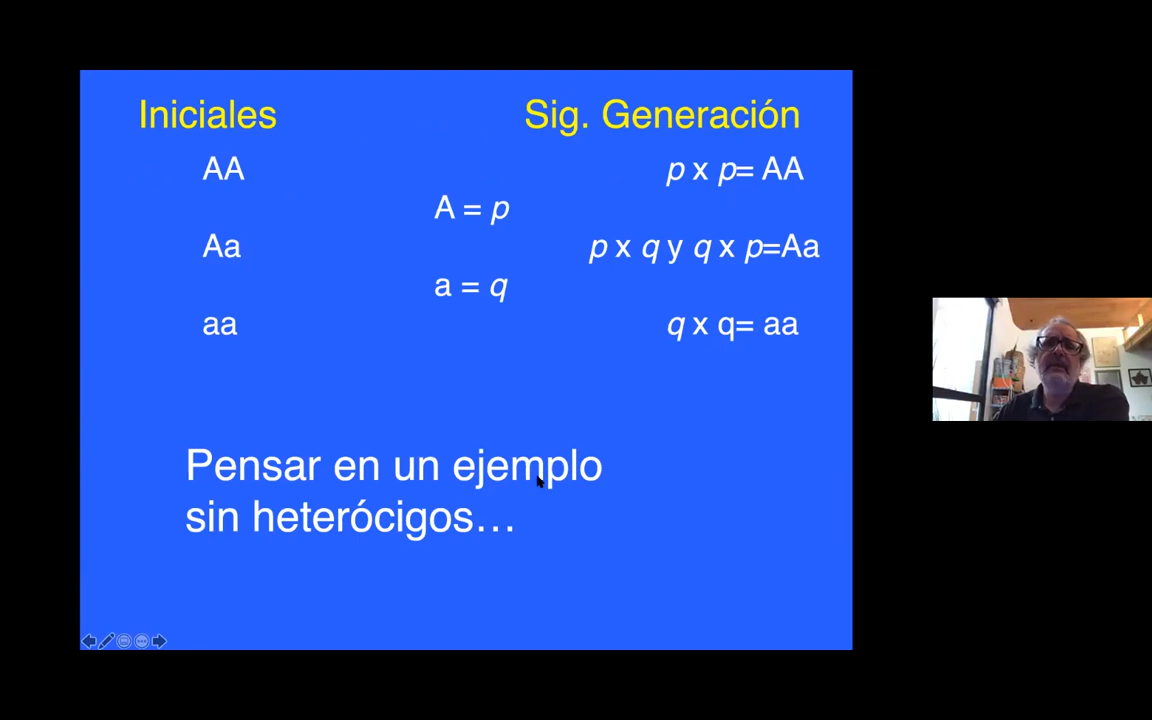 Iniciales Sig. Generación
AA p x p= AA
A = p
Aa p x q y q x p=Aa
a = q
aa q x q= aa
Pensar en un ejemplo
sin heterócigos…